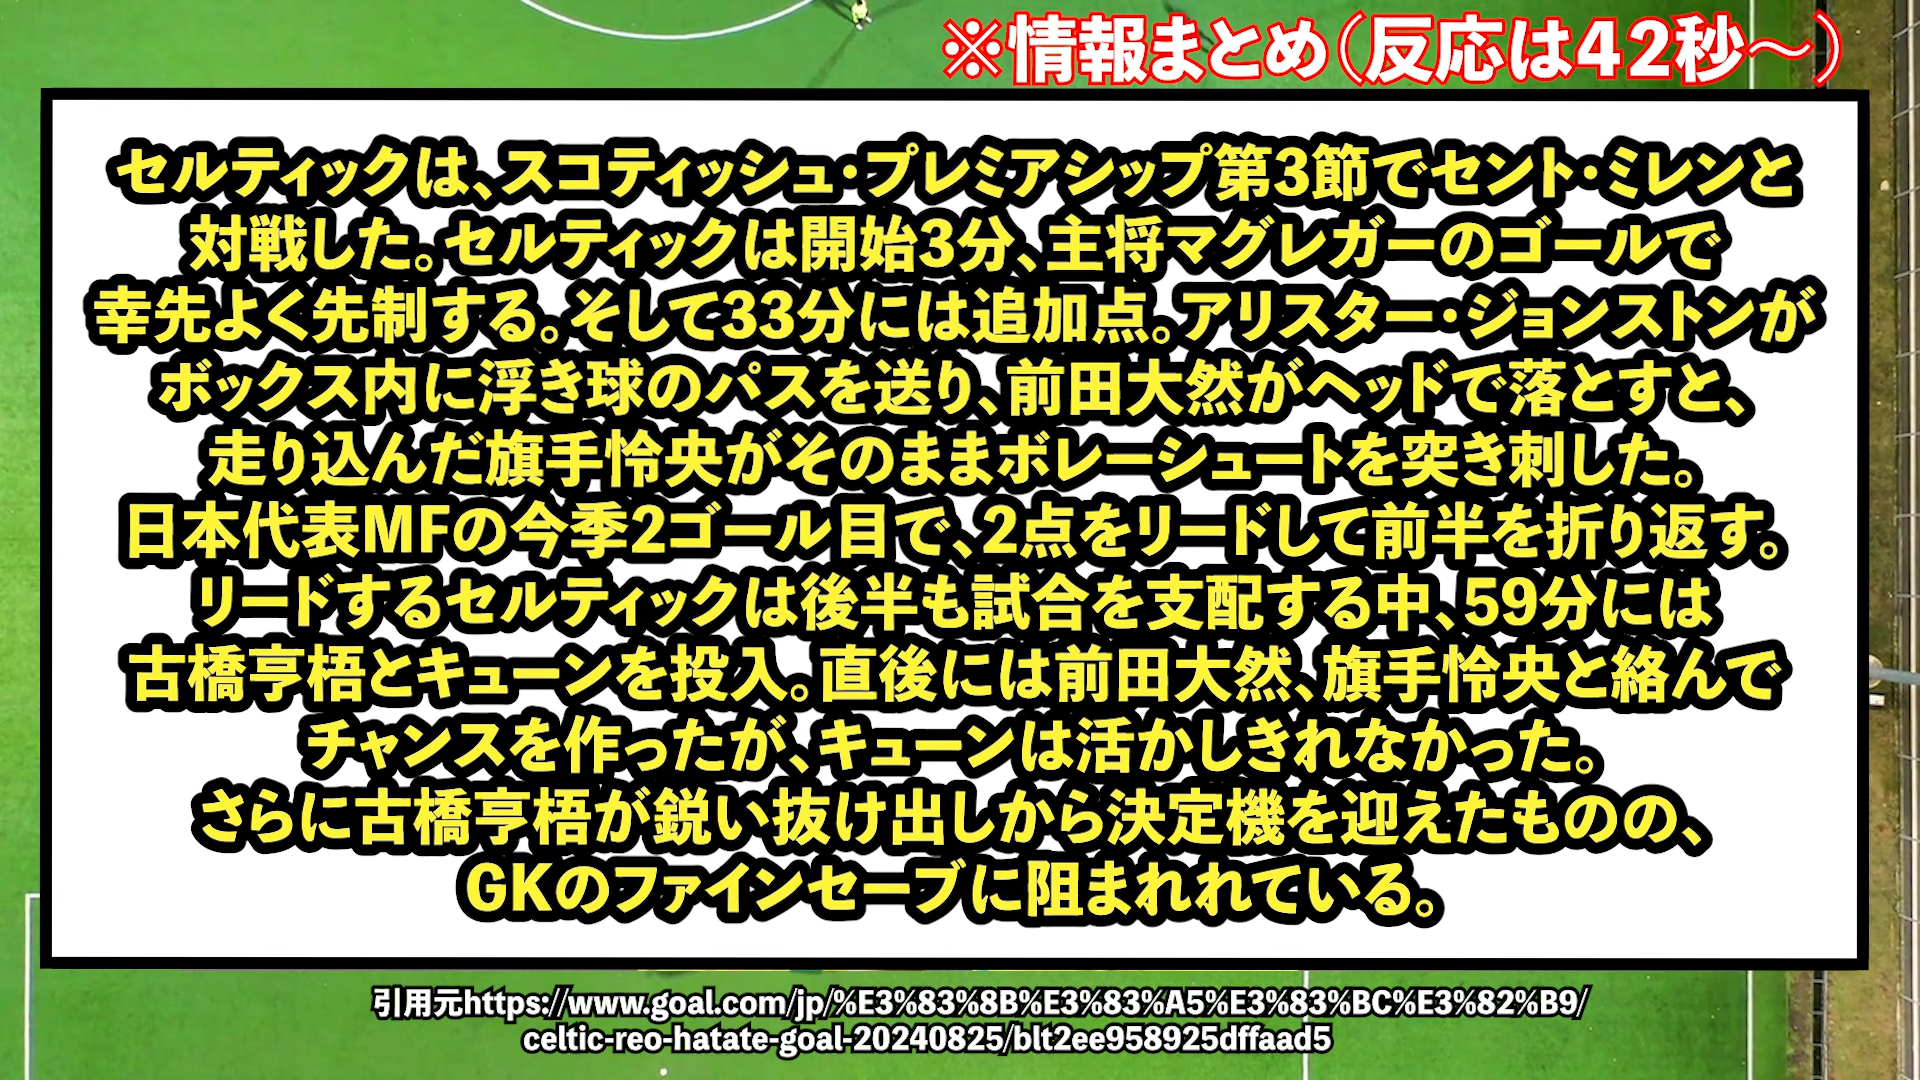 ※情報まとめ（反応は42秒～）
セルティックは、スコティッシュ・プレミアシップ第3節でセント・ミレンと
対戦した。セルティックは開始3分、主将マグレガーのゴールで
幸先よく先制する。そして33分には追加点。アリスター・ジョンストンが
ボックス内に浮き球のパスを送り、前田大然がヘッドで落とすと、
走り込んだ旗手怜央がそのままボレーシュートを突き刺した。
日本代表MFの今季2ゴール目で、2点をリードして前半を折り返す。
リードするセルティックは後半も試合を支配する中、59分には
古橋亨梧とキューンを投入。直後には前田大然、旗手怜央と絡んで
チャンスを作ったが、キューンは活かしきれなかった。
さらに古橋亨梧が鋭い抜け出しから決定機を迎えたものの、
GKのファインセーブに阻まれれている。
引用元https://www.goal.com/jp/%E3%83%8B%E3%83%A5%E3%83%BC%E3%82%B9/
celtic-reo-hatate-goal-20240825/blt2ee958925dffaad5